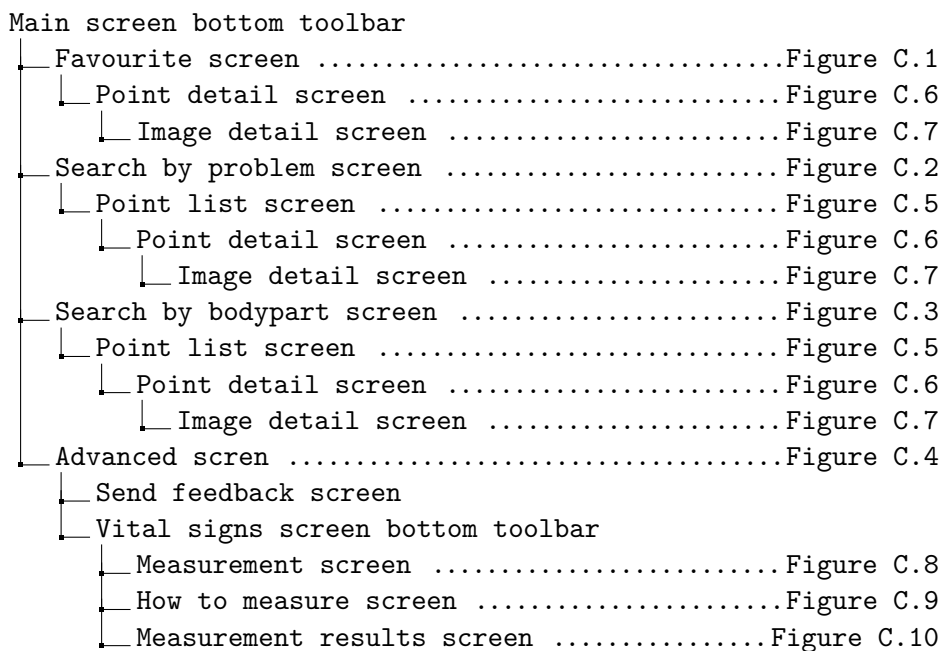 Main screen bottom toolbar
Favourite screen ...................................Figure C.1
Point detail screen ............................Figure C.6
Image detail screen .........................Figure C.7
Search by problem screen .........................Figure C.2
Point list screen ..............................Figure C.5
Point detail screen .........................Figure C.6
Image detail screen ......................Figure C.7
Search by bodypart screen ........................Figure C.3
Point list screen ..............................Figure C.5
Point detail screen .........................Figure C.6
Image detail screen ......................Figure C.7
Advanced scren .....................................Figure C.4
Send feedback screen
Vital signs screen bottom toolbar
Measurement screen ..........................Figure C.8
How to measure screen .......................Figure C.9
Measurement results screen ................Figure C.10